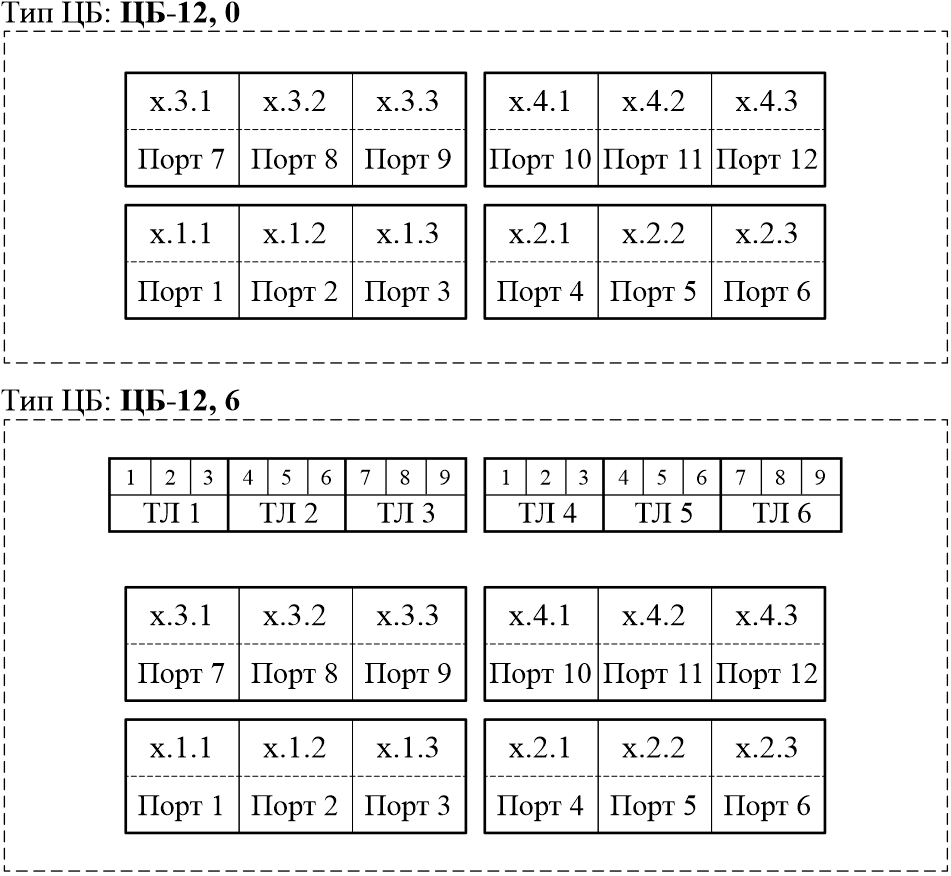 Тип ЦБ: ЦБ-12, 0
х.3.1 х.3.2 х.3.3 х.4.1 х.4.2 х.4.3
Порт 7 Порт 8 Порт 9 Порт 10 Порт 11 Порт 12
х.1.1 х.1.2 х.1.3 х.2.1 х.2.2 х.2.3
Порт 1 Порт 2 Порт 3 Порт 4 Порт 5 Порт 6
Тип ЦБ: ЦБ-12, 6
1 2 3 4 5 6 7 8 9 1 2 3 4 5 6 7 8 9
ТЛ 1 ТЛ 2 ТЛ 3 ТЛ 4 ТЛ 5 ТЛ 6
х.3.1 х.3.2 х.3.3 х.4.1 х.4.2 х.4.3
Порт 7 Порт 8 Порт 9 Порт 10 Порт 11 Порт 12
х.1.1 х.1.2 х.1.3 х.2.1 х.2.2 х.2.3
Порт 1 Порт 2 Порт 3 Порт 4 Порт 5 Порт 6